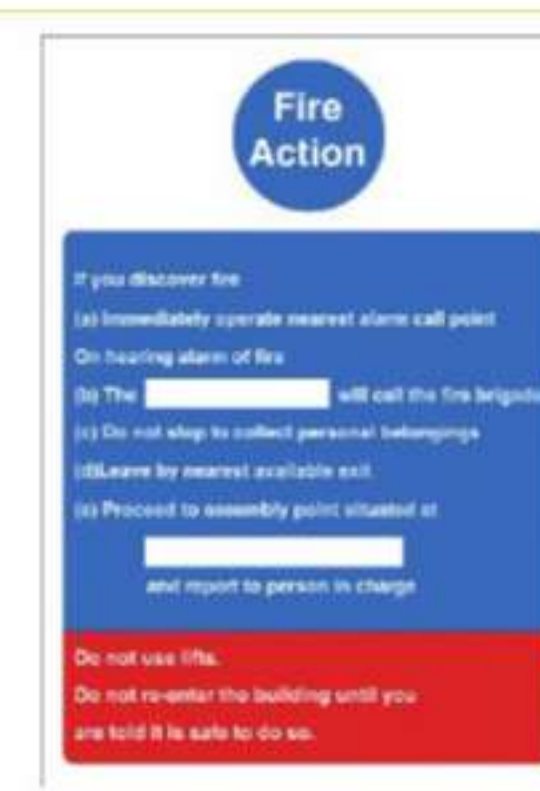 Fire
Action
If you discover fire
(a) Immediately operate nearest alarm call point
On hearing alarm of fire
(b) The will call the fire brigade
(c) Do not stop to collect personal belongings
(d)Leave by nearest available exit
(e) Proceed to assembly point situated at
and report to person in charge
Do not use lifts.
Do not re-enter the building until you
are told it is safe to do so.